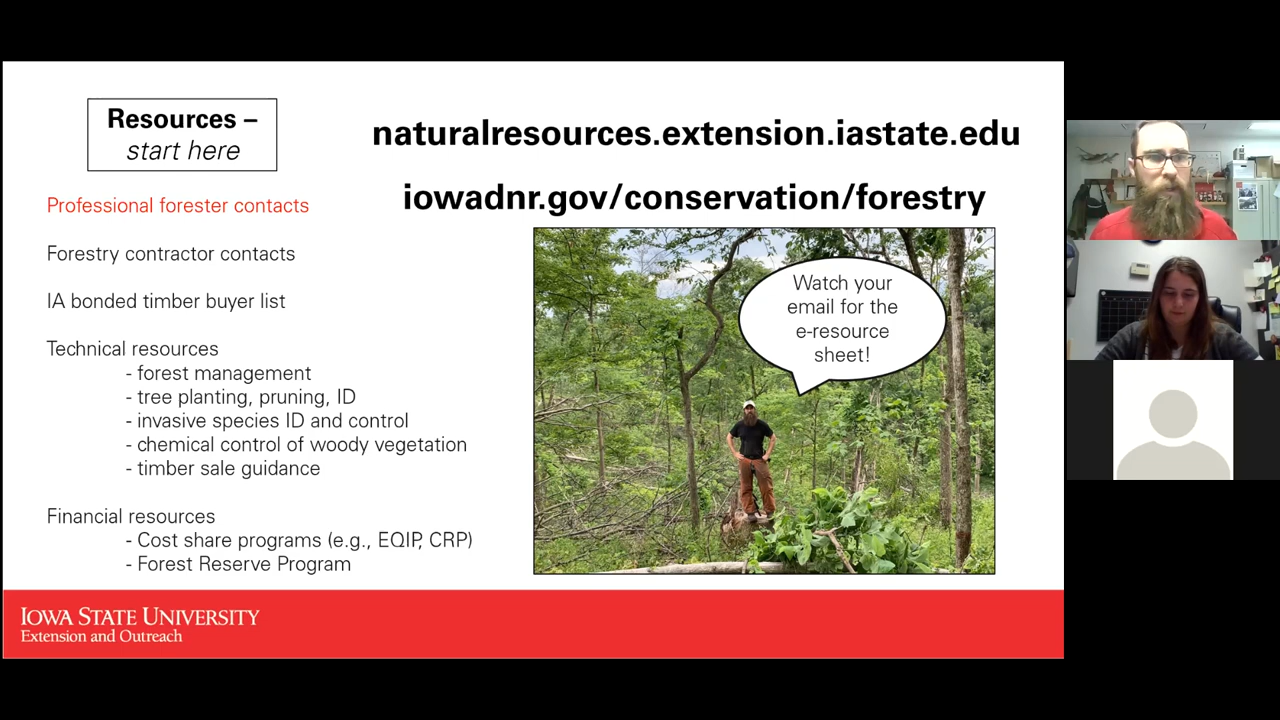 Resources –
start here
naturalresources.extension.iastate.edu
iowadnr.gov/conservation/forestry
Professional forester contacts
Forestry contractor contacts
IA bonded timber buyer list
Technical resources
- forest management
- tree planting, pruning, ID
- invasive species ID and control
- chemical control of woody vegetation
- timber sale guidance
Financial resources
- Cost share programs (e.g., EQIP, CRP)
- Forest Reserve Program
Watch your
email for the
e-resource
sheet!
IOWA STATE UNIVERSITY
Extension and Outreach